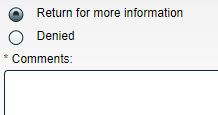 Return for more information
Denied
* Comments: